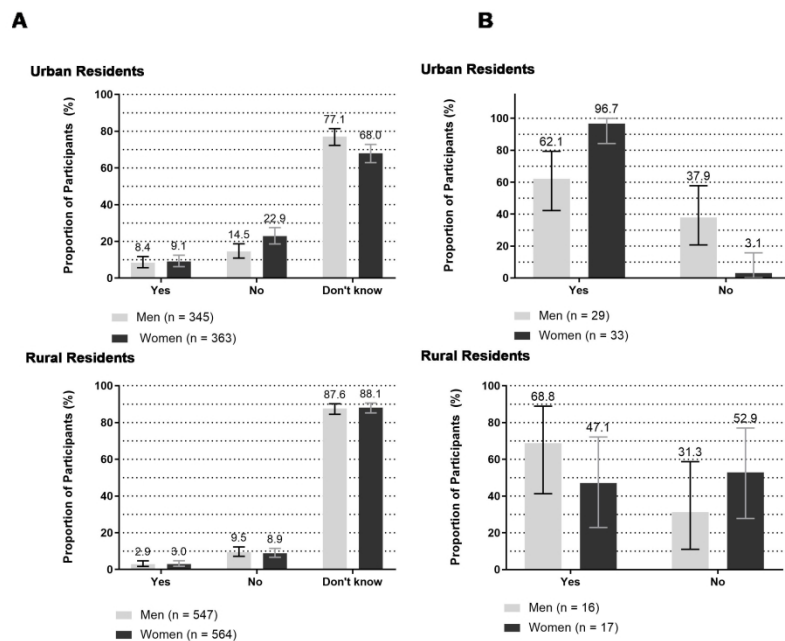 A
Urban Residents
Proportion of Participants (%)
100
80
60
40
20
0
8.4
9.1
14.5
22.9
77.1
68.0
Yes
No
Don't know
Men (n = 345)
Women (n = 363)
Rural Residents
Proportion of Participants (%)
100
80
60
40
20
0
2.9
3.0
9.5
8.9
87.6
88.1
Yes
No
Don't know
Men (n = 547)
Women (n = 564)
B
Urban Residents
Proportion of Participants (%)
100
80
60
40
20
0
62.1
96.7
37.9
3.1
Yes
No
Men (n = 29)
Women (n = 33)
Rural Residents
Proportion of Participants (%)
100
80
60
40
20
0
68.8
47.1
31.3
52.9
Yes
No
Men (n = 16)
Women (n = 17)